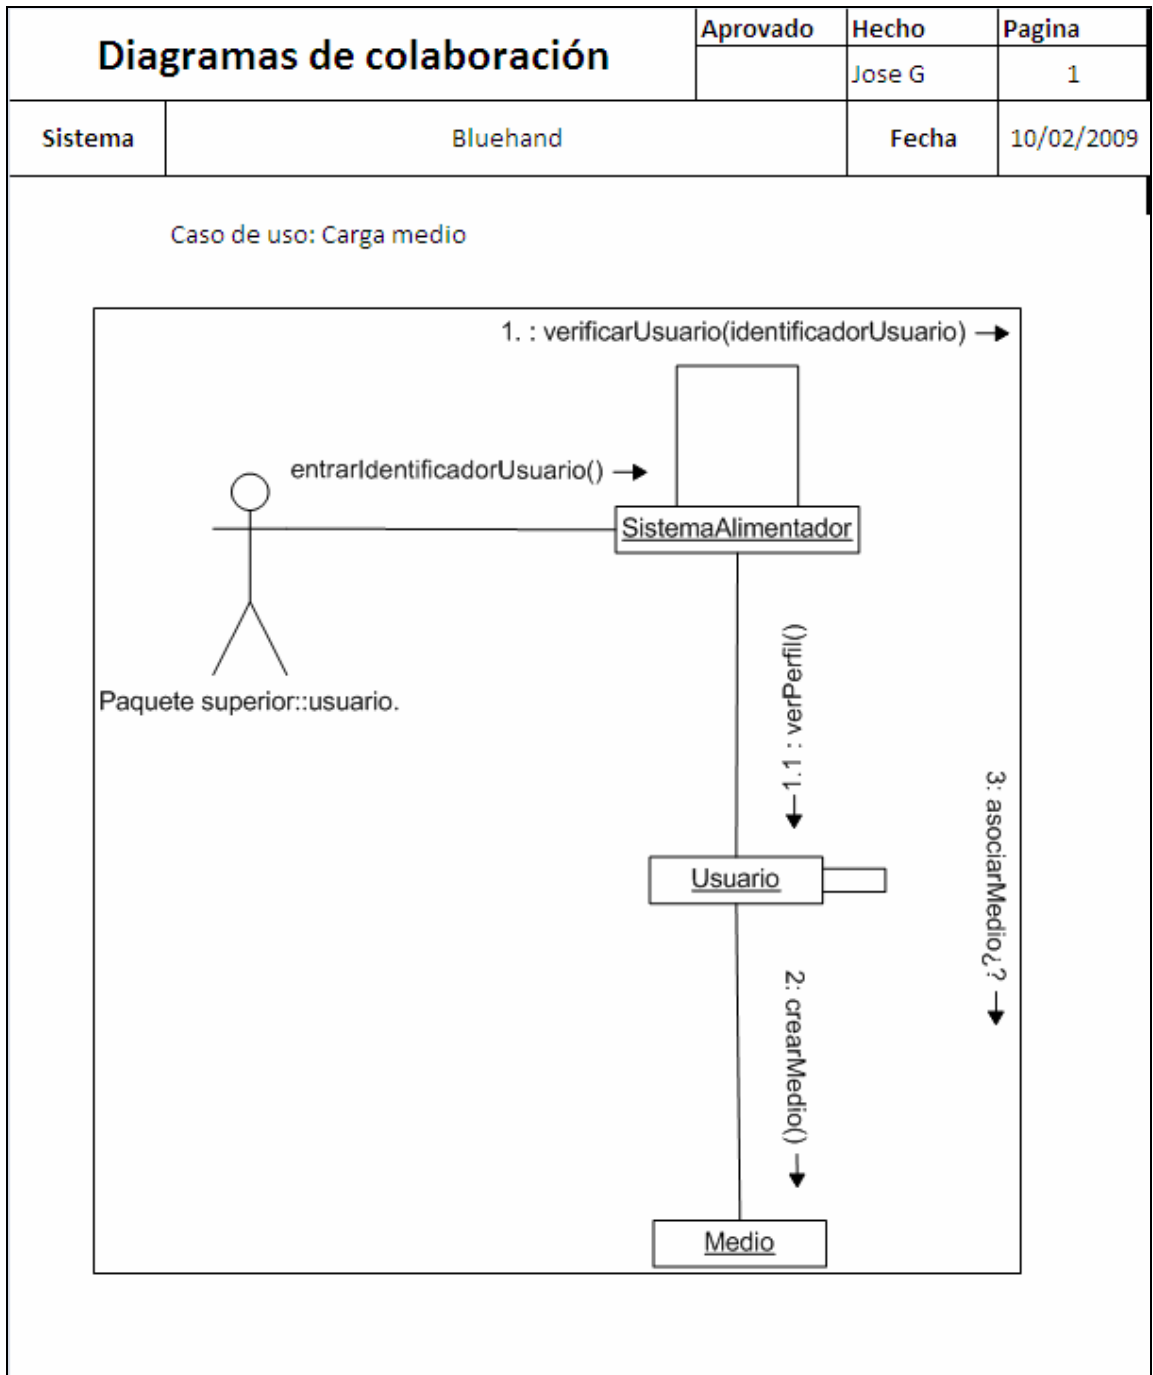 Diagramas de colaboración
Aprovado
Hecho
Pagina
Jose G
1
Sistema
Bluehand
Fecha
10/02/2009
Caso de uso: Carga medio
1. : verificarUsuario(identificadorUsuario)
entrarIdentificadorUsuario()
SistemaAlimentador
Paquete superior::usuario.
1.1 : verPerfil()
Usuario
3: asociarMedio¿?
2: crearMedio()
Medio